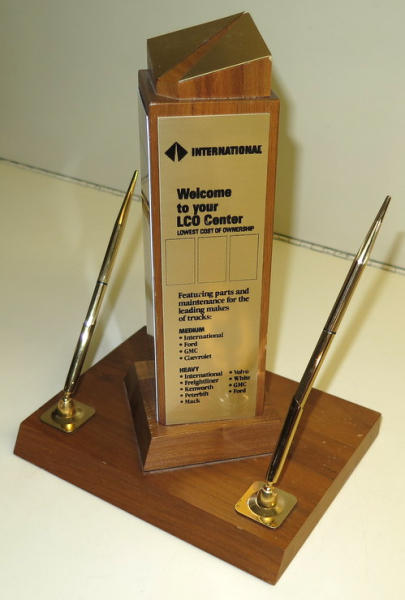 INTERNATIONAL
Welcome
to your
LCO Center
LOWEST COST OF OWNERSHIP
Featuring parts and
maintenance for the
leading makes
of trucks:
MEDIUM
• International
• Ford
• GMC
• Chevrolet
HEAVY
• International
• Freightliner
• Kenworth
• Peterbilt
• Mack
• Volvo
• White
• GMC
• Ford